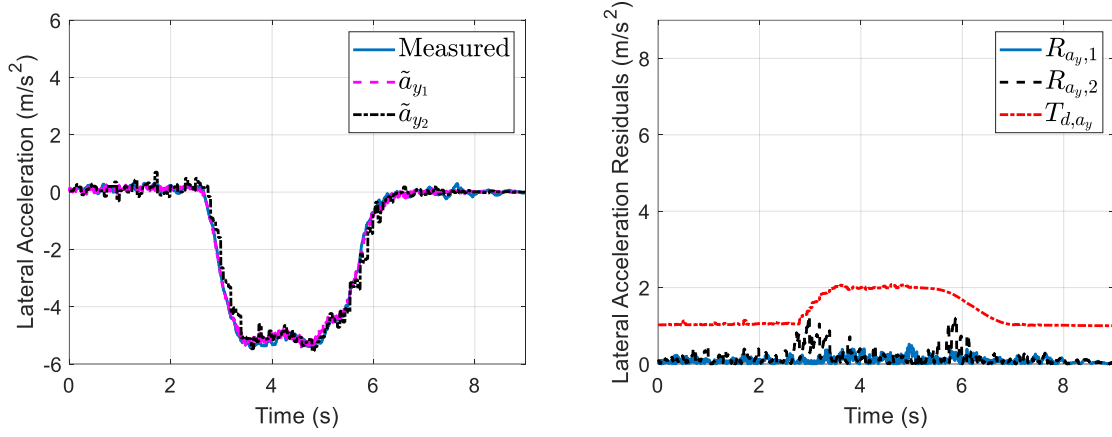 Lateral Acceleration (m/s²)
6
4
2
0
-2
-4
-6
0 2 4 6 8
Time (s)
Measured
ã_{y_1}
ã_{y_2}
Lateral Acceleration Residuals (m/s²)
8
6
4
2
0
0 2 4 6 8
Time (s)
R_{a_y,1}
R_{a_y,2}
T_{d,a_y}